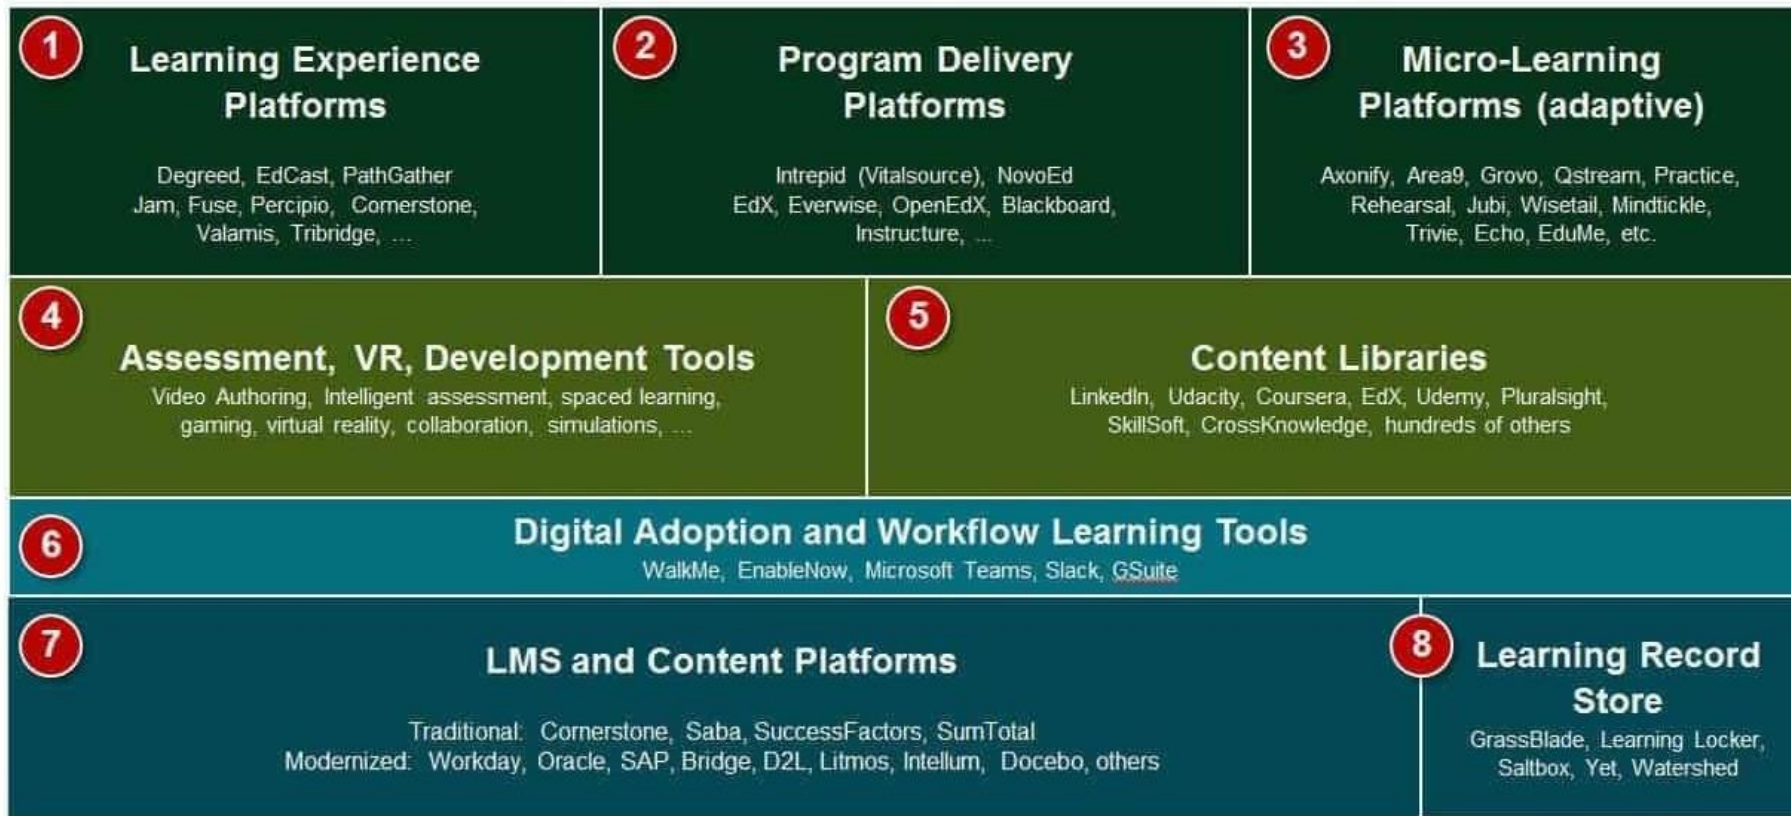 1
Learning Experience
Platforms
Degreed, EdCast, PathGather
Jam, Fuse, Percipio, Cornerstone,
Valamis, Tribridge, ...
2
Program Delivery
Platforms
Intrepid (Vitalsource), NovoEd
EdX, Everwise, OpenEdX, Blackboard,
Instructure, ...
3
Micro-Learning
Platforms (adaptive)
Axonify, Area9, Grovo, Qstream, Practice,
Rehearsal, Jubi, Wisetail, Mindtickle,
Trivie, Echo, EduMe, etc.
4
Assessment, VR, Development Tools
Video Authoring, Intelligent assessment, spaced learning,
gaming, virtual reality, collaboration, simulations, ...
5
Content Libraries
LinkedIn, Udacity, Coursera, EdX, Udemy, Pluralsight,
SkillSoft, CrossKnowledge, hundreds of others
6
Digital Adoption and Workflow Learning Tools
WalkMe, EnableNow, Microsoft Teams, Slack, GSuite
7
LMS and Content Platforms
Traditional: Cornerstone, Saba, SuccessFactors, SumTotal
Modernized: Workday, Oracle, SAP, Bridge, D2L, Litmos, Intellum, Docebo, others
8
Learning Record
Store
GrassBlade, Learning Locker,
Saltbox, Yet, Watershed